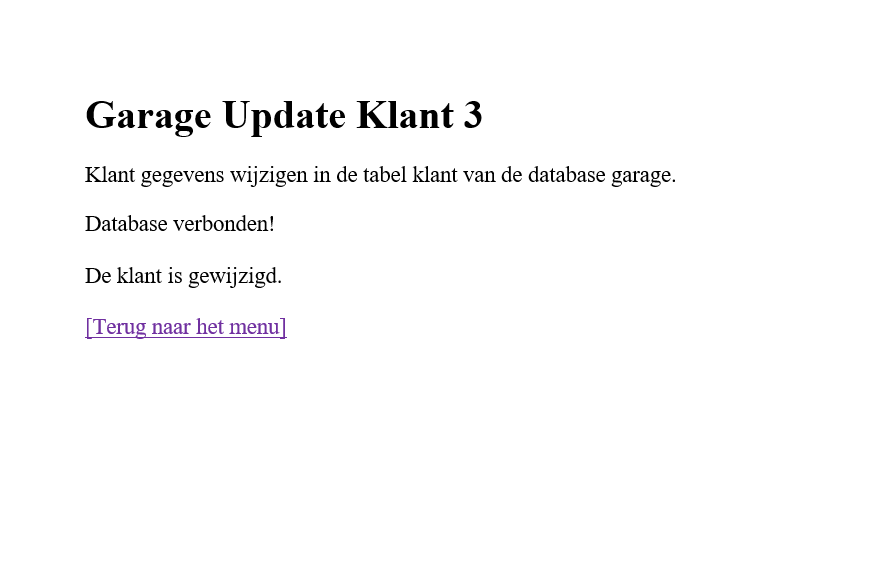 Garage Update Klant 3
Klant gegevens wijzigen in de tabel klant van de database garage.
Database verbonden!
De klant is gewijzigd.
[Terug naar het menu]